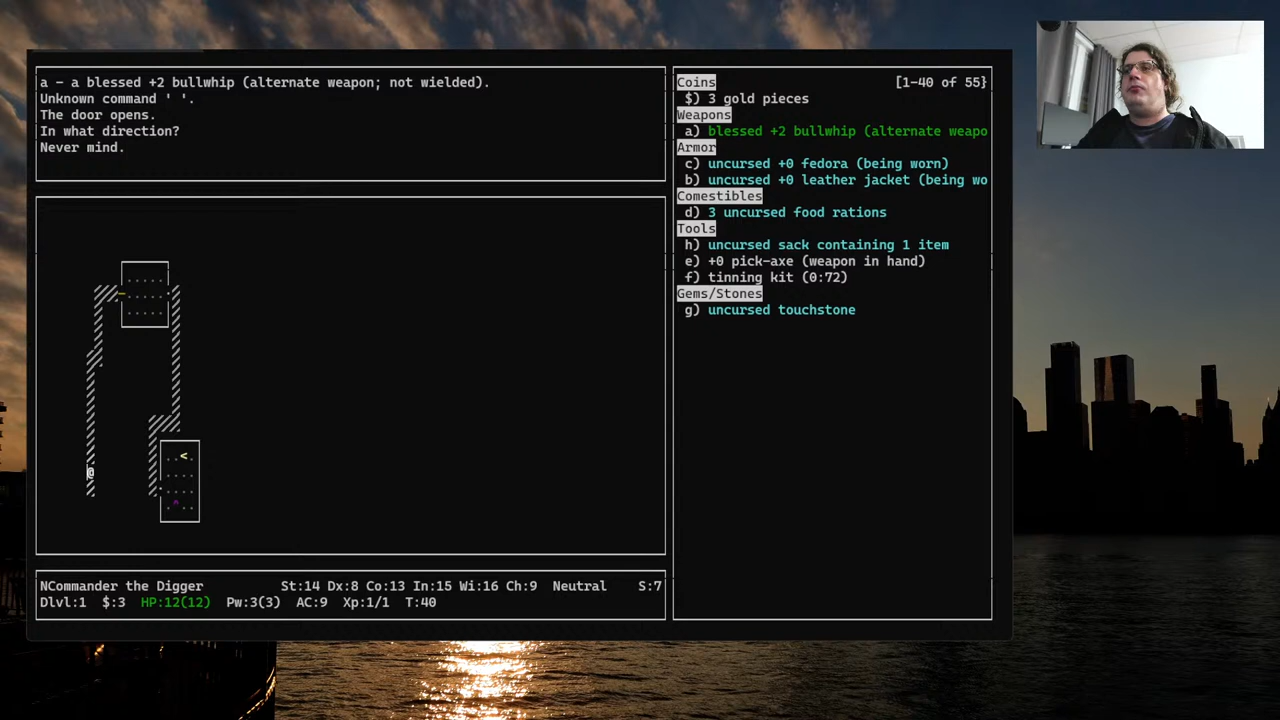 a - a blessed +2 bullwhip (alternate weapon; not wielded).
Unknown command ' '.
The door opens.
In what direction?
Never mind.
Coins [1-40 of 55}
$) 3 gold pieces
Weapons
a) blessed +2 bullwhip (alternate weapo
Armor
c) uncursed +0 fedora (being worn)
b) uncursed +0 leather jacket (being wo
Comestibles
d) 3 uncursed food rations
Tools
h) uncursed sack containing 1 item
e) +0 pick-axe (weapon in hand)
f) tinning kit (0:72)
Gems/Stones
g) uncursed touchstone
<
@
^
NCommander the Digger St:14 Dx:8 Co:13 In:15 Wi:16 Ch:9 Neutral S:7
Dlvl:1 $:3 HP:12(12) Pw:3(3) AC:9 Xp:1/1 T:40